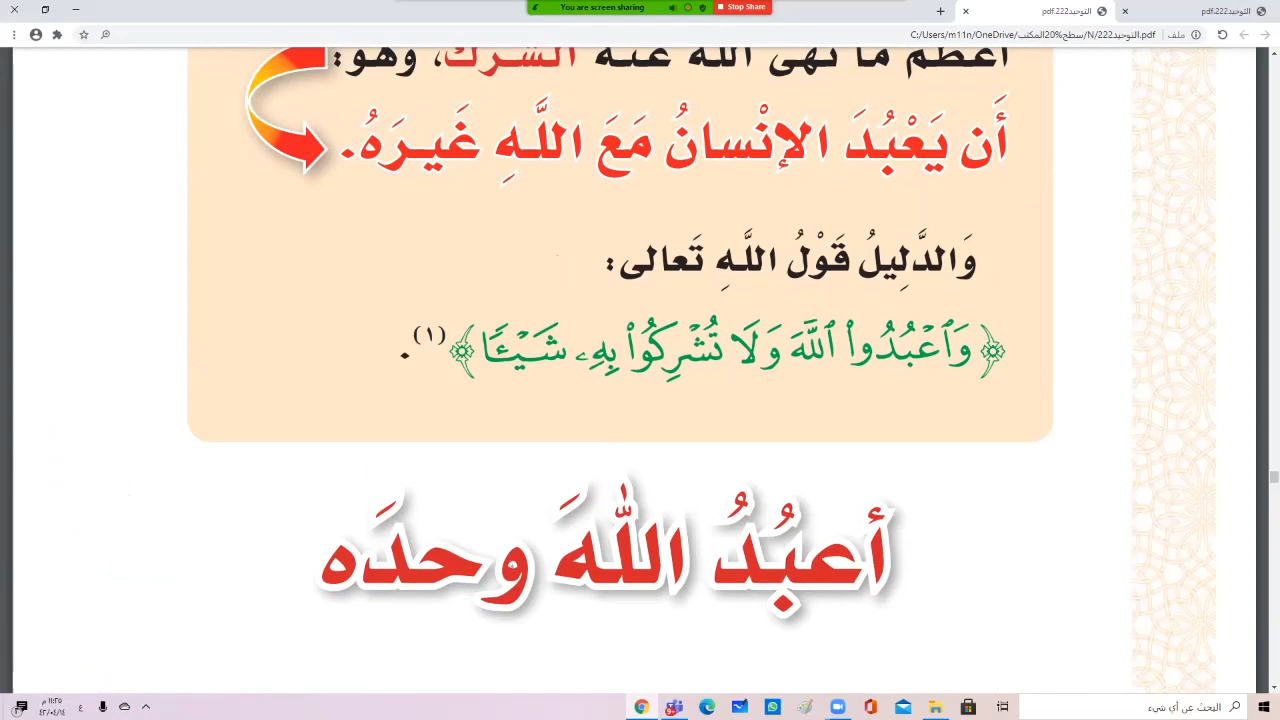 You are screen sharing
Stop Share
التوحيد222.pdf
التوحيد222.pdf
ملف
C:/Users/m11n/OneDrive/سطح%20المكتب/N/التوحيد222.pdf
أعظم ما نهى الله عنه الشرك، وهو:
أَن يَعْبُدَ الإنْسانُ مَعَ اللَّهِ غَيرَهُ.
وَالدَّلِيلُ قَوْلُ اللَّهِ تَعالى:
﴿وَٱعۡبُدُواْ ٱللَّهَ وَلَا تُشۡرِكُواْ بِهِۦ شَيۡـًٔا﴾(١).
أعبُدُ اللهَ وحدَه
البحث عن أي شيء